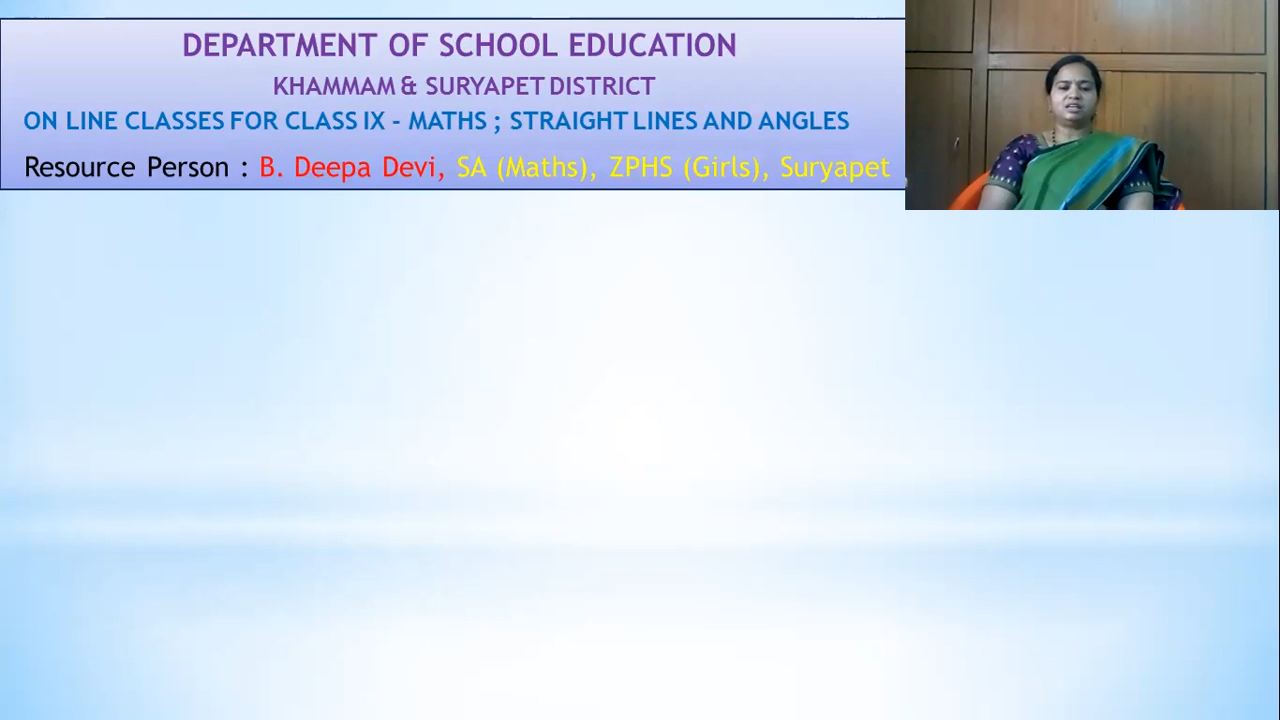 DEPARTMENT OF SCHOOL EDUCATION
KHAMMAM & SURYAPET DISTRICT
ON LINE CLASSES FOR CLASS IX - MATHS ; STRAIGHT LINES AND ANGLES
Resource Person : B. Deepa Devi, SA (Maths), ZPHS (Girls), Suryapet